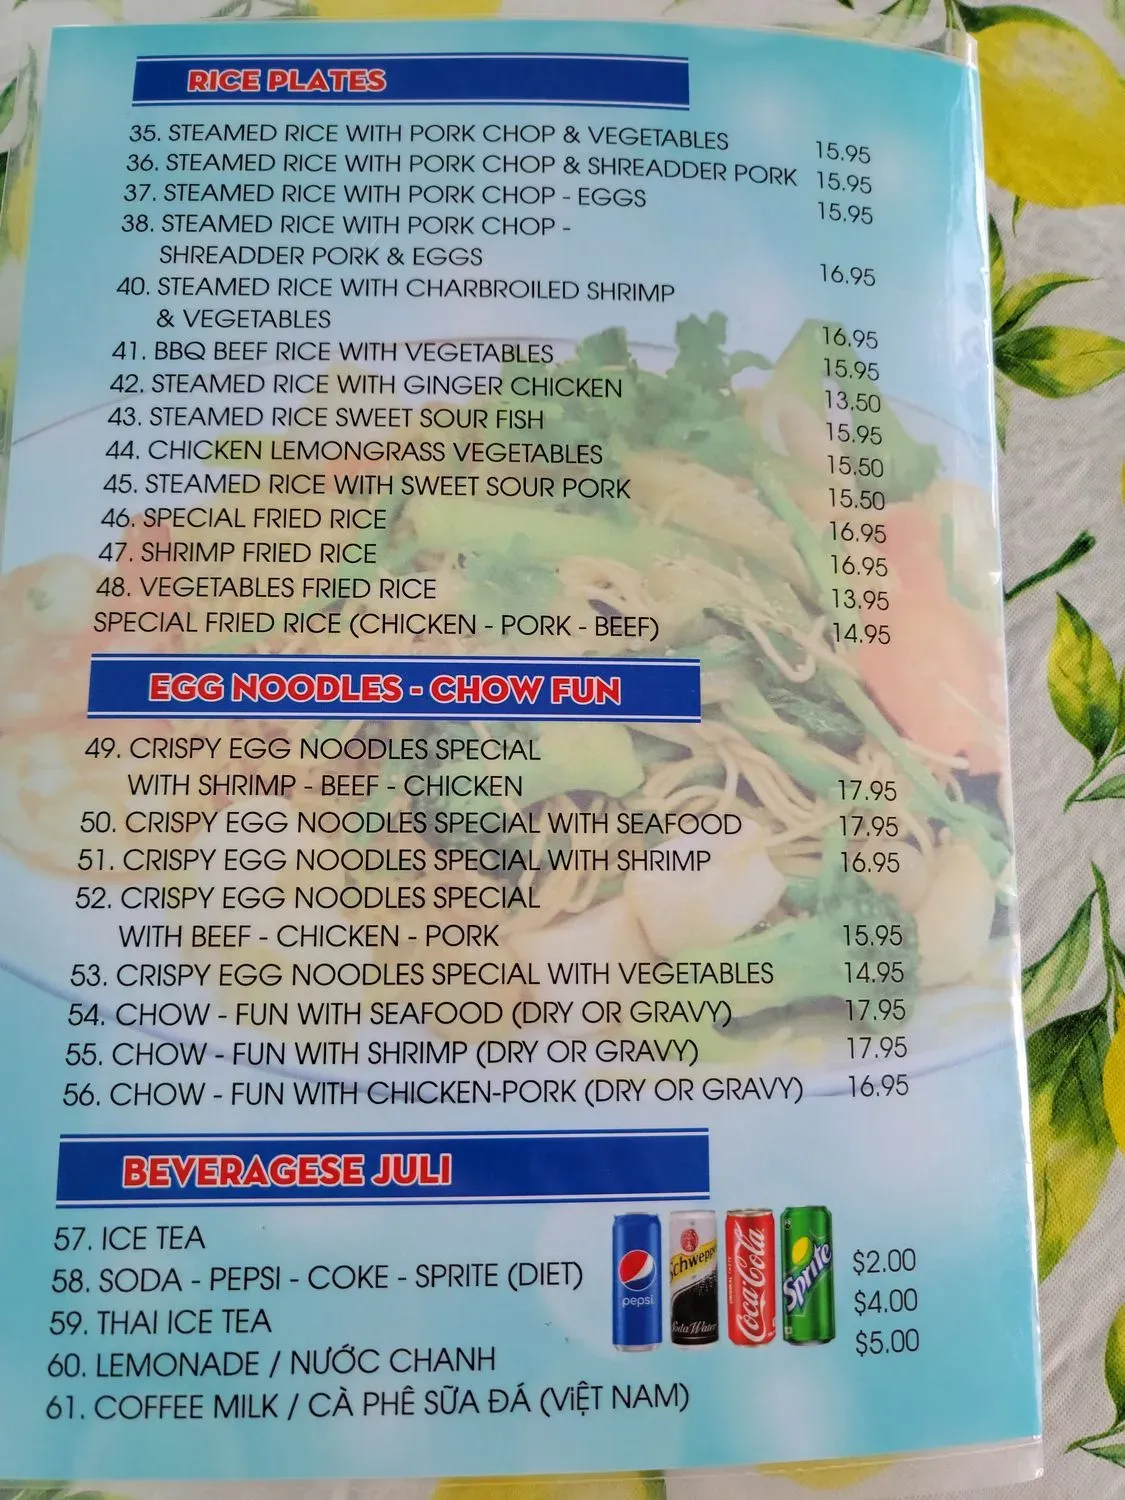 RICE PLATES
35. STEAMED RICE WITH PORK CHOP & VEGETABLES 15.95
36. STEAMED RICE WITH PORK CHOP & SHREADDER PORK 15.95
37. STEAMED RICE WITH PORK CHOP - EGGS 15.95
38. STEAMED RICE WITH PORK CHOP -
SHREADDER PORK & EGGS 16.95
40. STEAMED RICE WITH CHARBROILED SHRIMP
& VEGETABLES 16.95
41. BBQ BEEF RICE WITH VEGETABLES 15.95
42. STEAMED RICE WITH GINGER CHICKEN 13.50
43. STEAMED RICE SWEET SOUR FISH 15.95
44. CHICKEN LEMONGRASS VEGETABLES 15.50
45. STEAMED RICE WITH SWEET SOUR PORK 15.50
46. SPECIAL FRIED RICE 16.95
47. SHRIMP FRIED RICE 16.95
48. VEGETABLES FRIED RICE 13.95
SPECIAL FRIED RICE (CHICKEN - PORK - BEEF) 14.95
EGG NOODLES - CHOW FUN
49. CRISPY EGG NOODLES SPECIAL
WITH SHRIMP - BEEF - CHICKEN 17.95
50. CRISPY EGG NOODLES SPECIAL WITH SEAFOOD 17.95
51. CRISPY EGG NOODLES SPECIAL WITH SHRIMP 16.95
52. CRISPY EGG NOODLES SPECIAL
WITH BEEF - CHICKEN - PORK 15.95
53. CRISPY EGG NOODLES SPECIAL WITH VEGETABLES 14.95
54. CHOW - FUN WITH SEAFOOD (DRY OR GRAVY) 17.95
55. CHOW - FUN WITH SHRIMP (DRY OR GRAVY) 17.95
56. CHOW - FUN WITH CHICKEN-PORK (DRY OR GRAVY) 16.95
BEVERAGESE JULI
57. ICE TEA
58. SODA - PEPSI - COKE - SPRITE (DIET) $2.00
59. THAI ICE TEA $4.00
60. LEMONADE / NƯỚC CHANH $5.00
61. COFFEE MILK / CÀ PHÊ SỮA ĐÁ (VIỆT NAM)
pepsi
Schweppe
Soda Water
Coca-Cola
Sprite